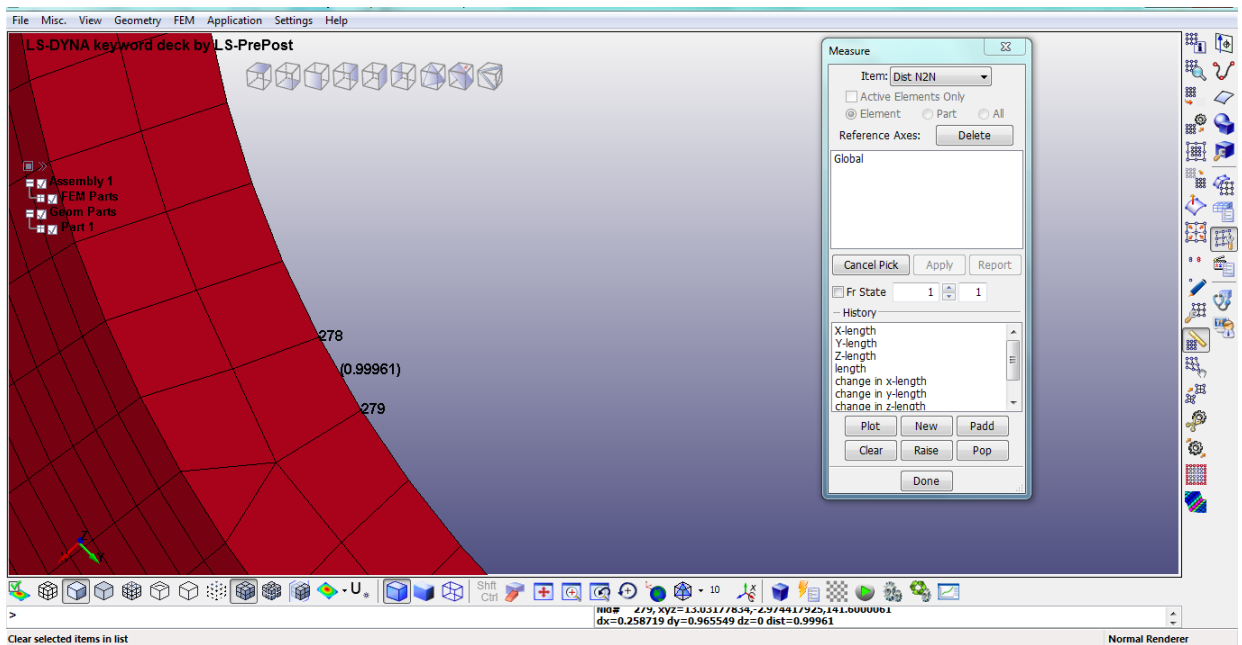 File Misc. View Geometry FEM Application Settings Help
LS-DYNA keyword deck by LS-PrePost
Assembly 1
FEM Parts
Geom Parts
Part 1
278
(0.99961)
279
Measure
Item: Dist N2N
Active Elements Only
Element Part All
Reference Axes: Delete
Global
Cancel Pick Apply Report
Fr State 1 1
History
X-length
Y-length
Z-length
length
change in x-length
change in y-length
change in z-length
Plot New Padd
Clear Raise Pop
Done
Z
Y
8 8
U
Shft
Ctrl
10
>
nid# 279, xyz=13.03177834,-2.974417925,141.6000061
dx=0.258719 dy=0.965549 dz=0 dist=0.99961
Clear selected items in list
Normal Renderer